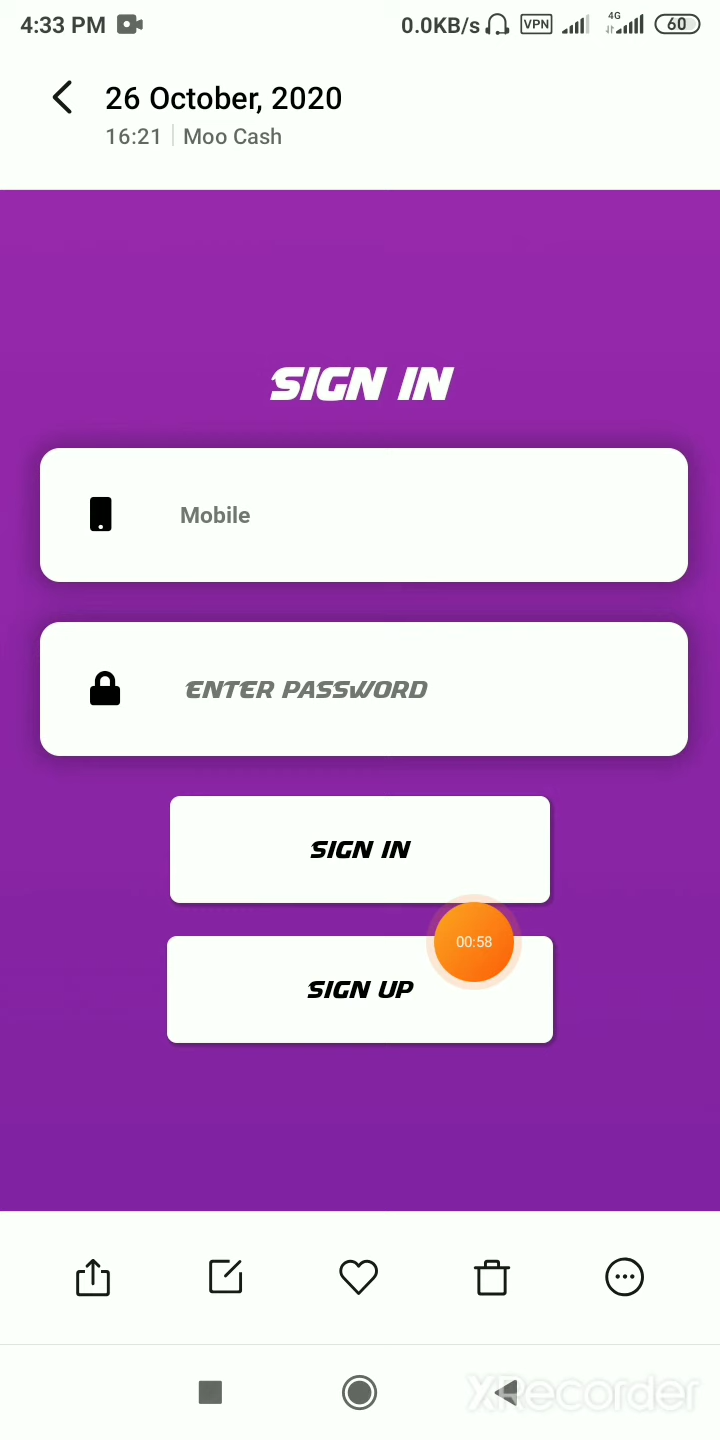 4:33 PM 0.0KB/s VPN 4G 60
26 October, 2020
16:21 Moo Cash
SIGN IN
Mobile
ENTER PASSWORD
SIGN IN
00:58
SIGN UP
XRecorder